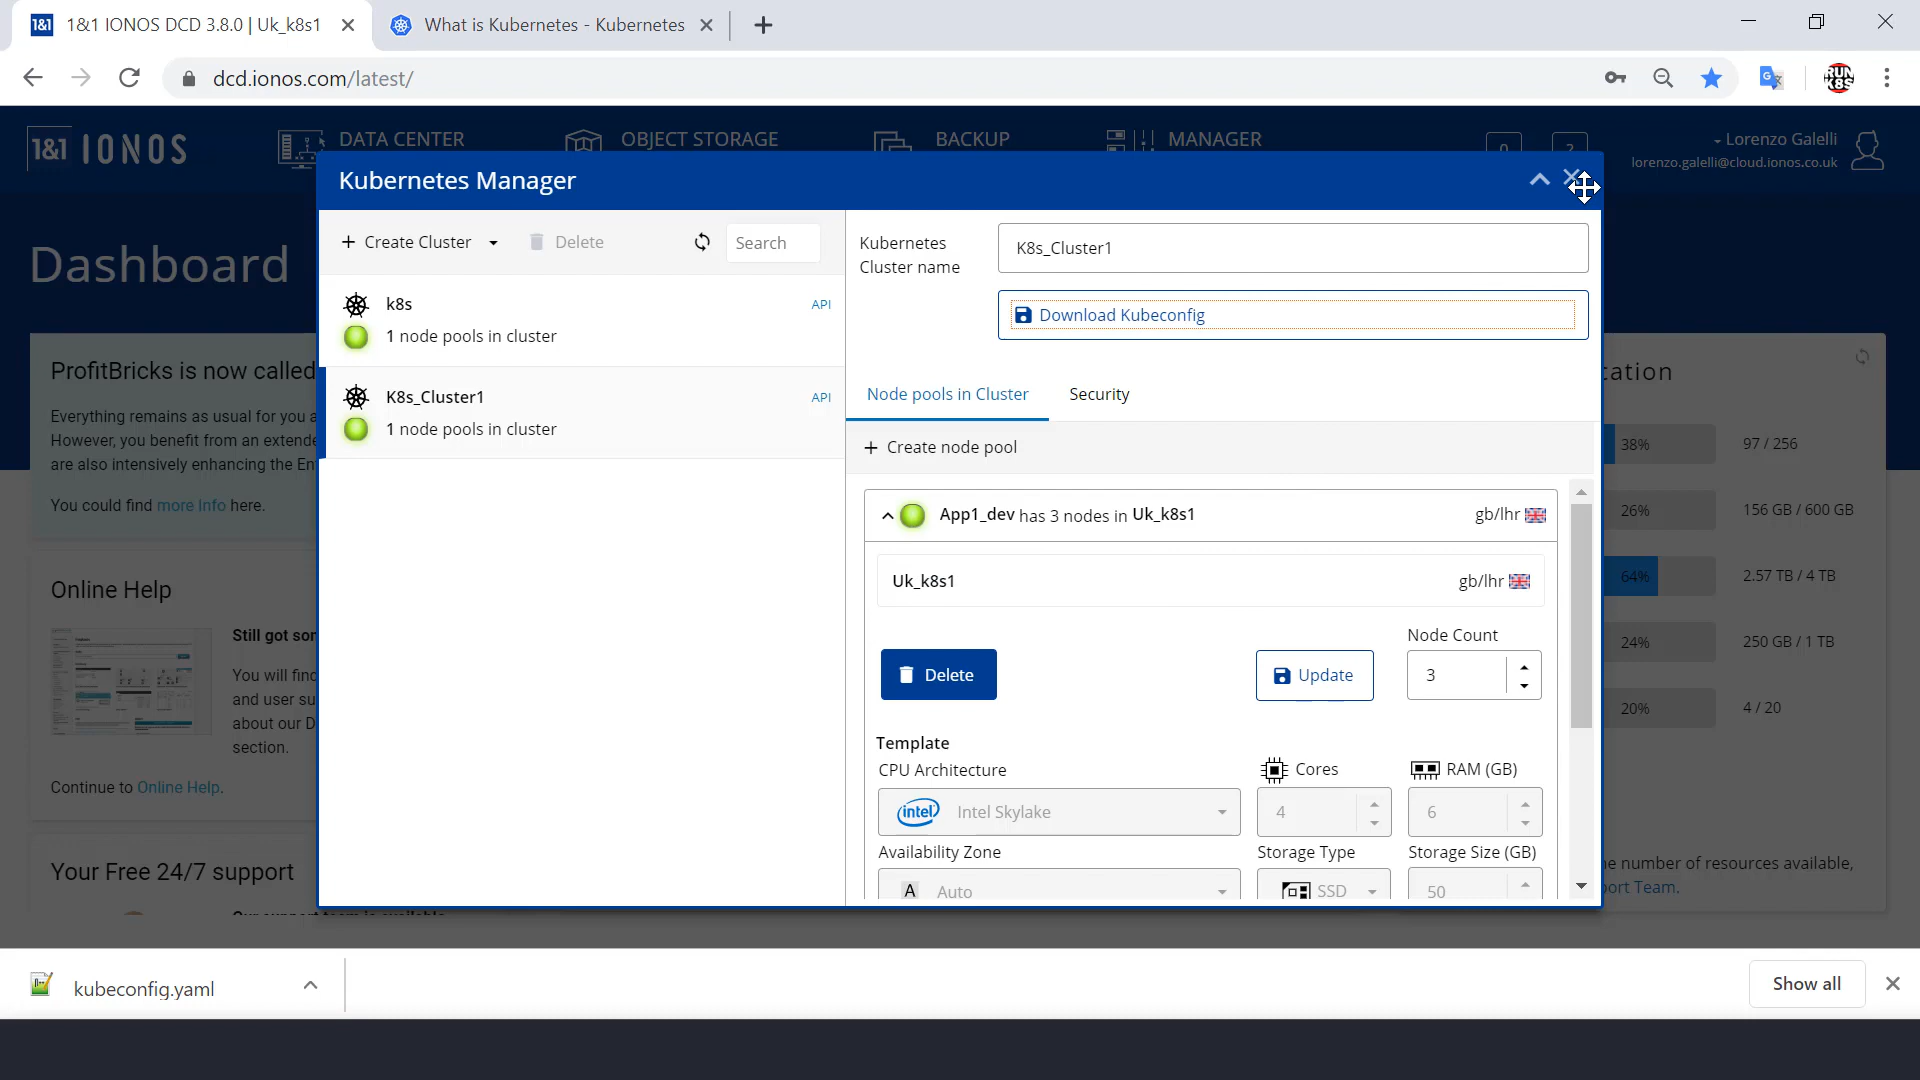 1&1 IONOS DCD 3.8.0 | Uk_k8s1
What is Kubernetes - Kubernetes
dcd.ionos.com/latest/
RUN
K8S
1&1 IONOS
DATA CENTER
OBJECT STORAGE
BACKUP
MANAGER
0
?
Lorenzo Galelli
lorenzo.galelli@cloud.ionos.co.uk
Dashboard
Kubernetes Manager
Create Cluster
Delete
Search
k8s
API
1 node pools in cluster
K8s_Cluster1
API
1 node pools in cluster
Kubernetes
Cluster name
K8s_Cluster1
Download Kubeconfig
Node pools in Cluster
Security
Create node pool
App1_dev has 3 nodes in Uk_k8s1
gb/lhr
Uk_k8s1
gb/lhr
Node Count
Delete
Update
3
Template
CPU Architecture
Cores
RAM (GB)
intel
Intel Skylake
4
6
Availability Zone
Storage Type
Storage Size (GB)
A
Auto
SSD
50
ProfitBricks is now called
Everything remains as usual for you a
However, you benefit from an extende
are also intensively enhancing the En
You could find more info here.
Online Help
Still got sor
You will find
and user su
about our D
section.
Continue to Online Help.
Your Free 24/7 support
cation
38%
97 / 256
26%
156 GB / 600 GB
64%
2.57 TB / 4 TB
24%
250 GB / 1 TB
20%
4 / 20
e number of resources available,
ort Team.
kubeconfig.yaml
Show all